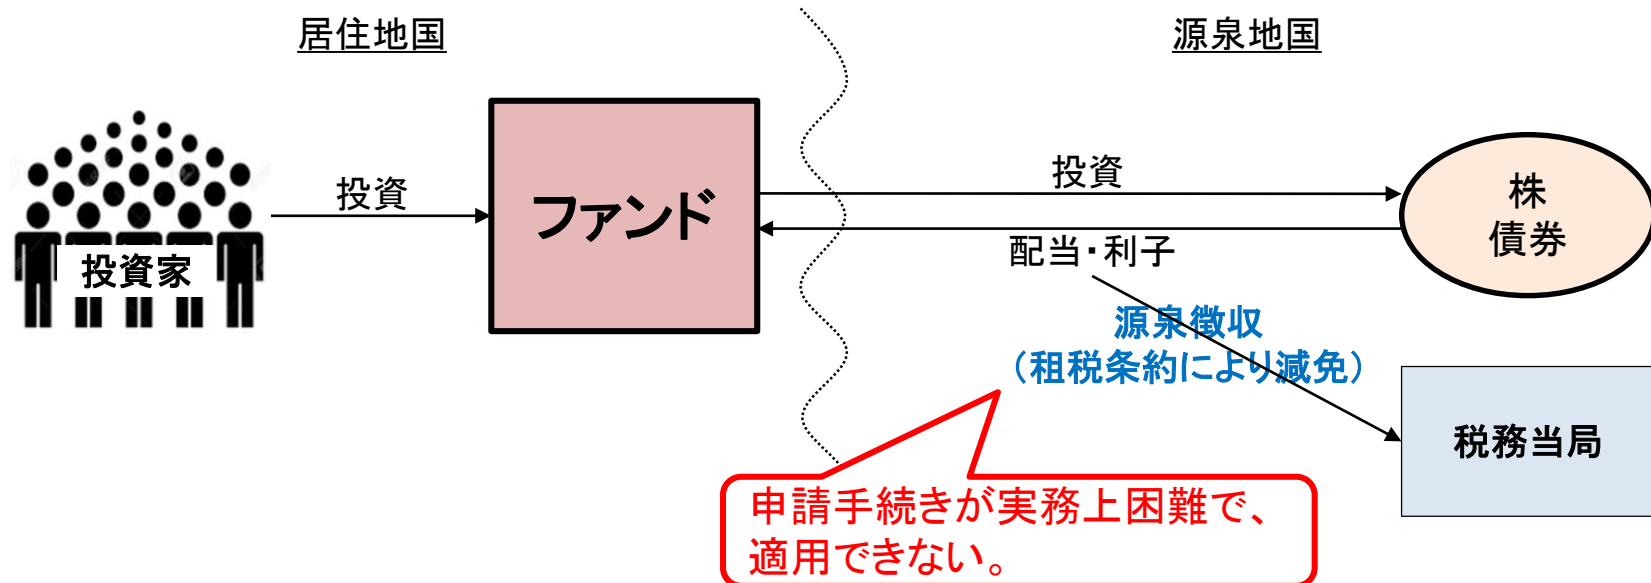 居住地国
源泉地国
投資家
投資
ファンド
投資
配当・利子
株
債券
源泉徴収
（租税条約により減免）
税務当局
申請手続きが実務上困難で、
適用できない。